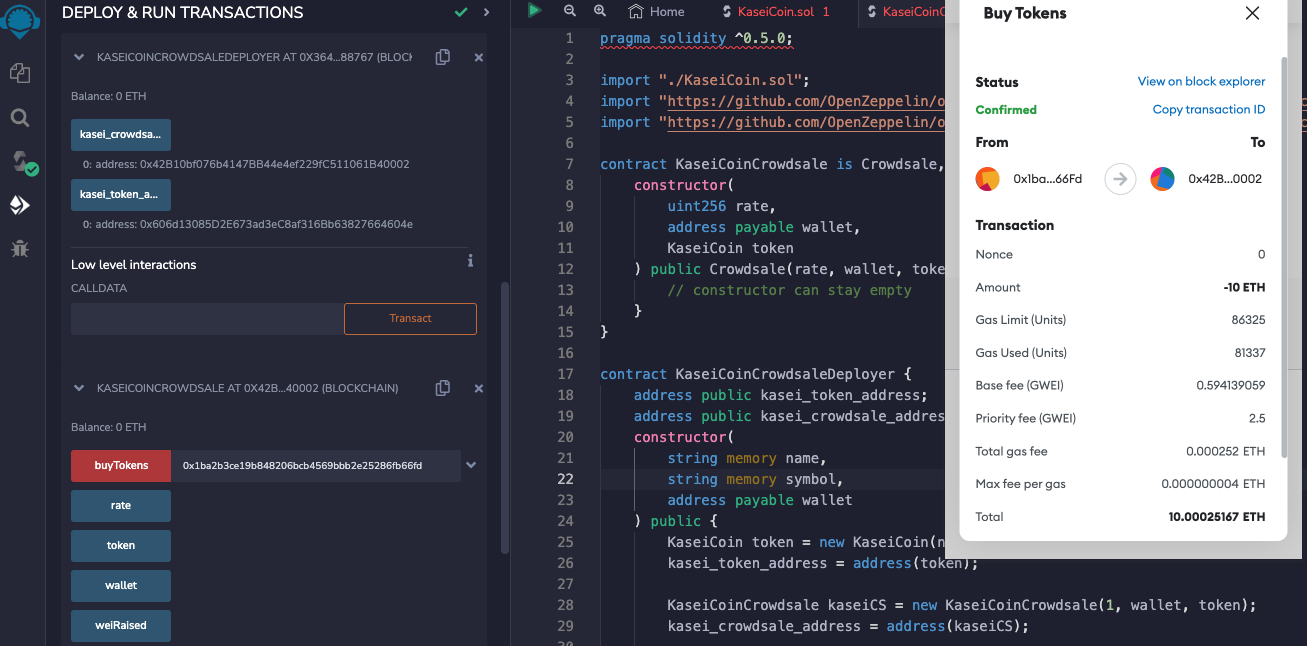 DEPLOY & RUN TRANSACTIONS
KASEICOINCROWDSALEDEPLOYER AT 0X364...88767 (BLOCK
Balance: 0 ETH
kasei_crowdsa...
0: address: 0x42B10bf076b4147BB44e4ef229fC511061B40002
kasei_token_a...
0: address: 0x606d13085D2E673ad3eC8af316Bb63827664604e
Low level interactions
CALLDATA
Transact
KASEICOINCROWDSALE AT 0X42B...40002 (BLOCKCHAIN)
Balance: 0 ETH
buyTokens 0x1ba2b3ce19b848206bcb4569bbb2e25286fb66fd
rate
token
wallet
weiRaised
Home
KaseiCoin.sol 1
KaseiCoinC
1 pragma solidity ^0.5.0;
2
3 import "./KaseiCoin.sol";
4 import "https://github.com/OpenZeppelin/o
5 import "https://github.com/OpenZeppelin/o
6
7 contract KaseiCoinCrowdsale is Crowdsale,
8 constructor(
9 uint256 rate,
10 address payable wallet,
11 KaseiCoin token
12 ) public Crowdsale(rate, wallet, toke
13 // constructor can stay empty
14 }
15 }
16
17 contract KaseiCoinCrowdsaleDeployer {
18 address public kasei_token_address;
19 address public kasei_crowdsale_addres
20 constructor(
21 string memory name,
22 string memory symbol,
23 address payable wallet
24 ) public {
25 KaseiCoin token = new KaseiCoin(n
26 kasei_token_address = address(token);
27
28 KaseiCoinCrowdsale kaseiCS = new KaseiCoinCrowdsale(1, wallet, token);
29 kasei_crowdsale_address = address(kaseiCS);
Buy Tokens
Status View on block explorer
Confirmed Copy transaction ID
From To
0x1ba...66Fd 0x42B...0002
Transaction
Nonce 0
Amount -10 ETH
Gas Limit (Units) 86325
Gas Used (Units) 81337
Base fee (GWEI) 0.594139059
Priority fee (GWEI) 2.5
Total gas fee 0.000252 ETH
Max fee per gas 0.000000004 ETH
Total 10.00025167 ETH